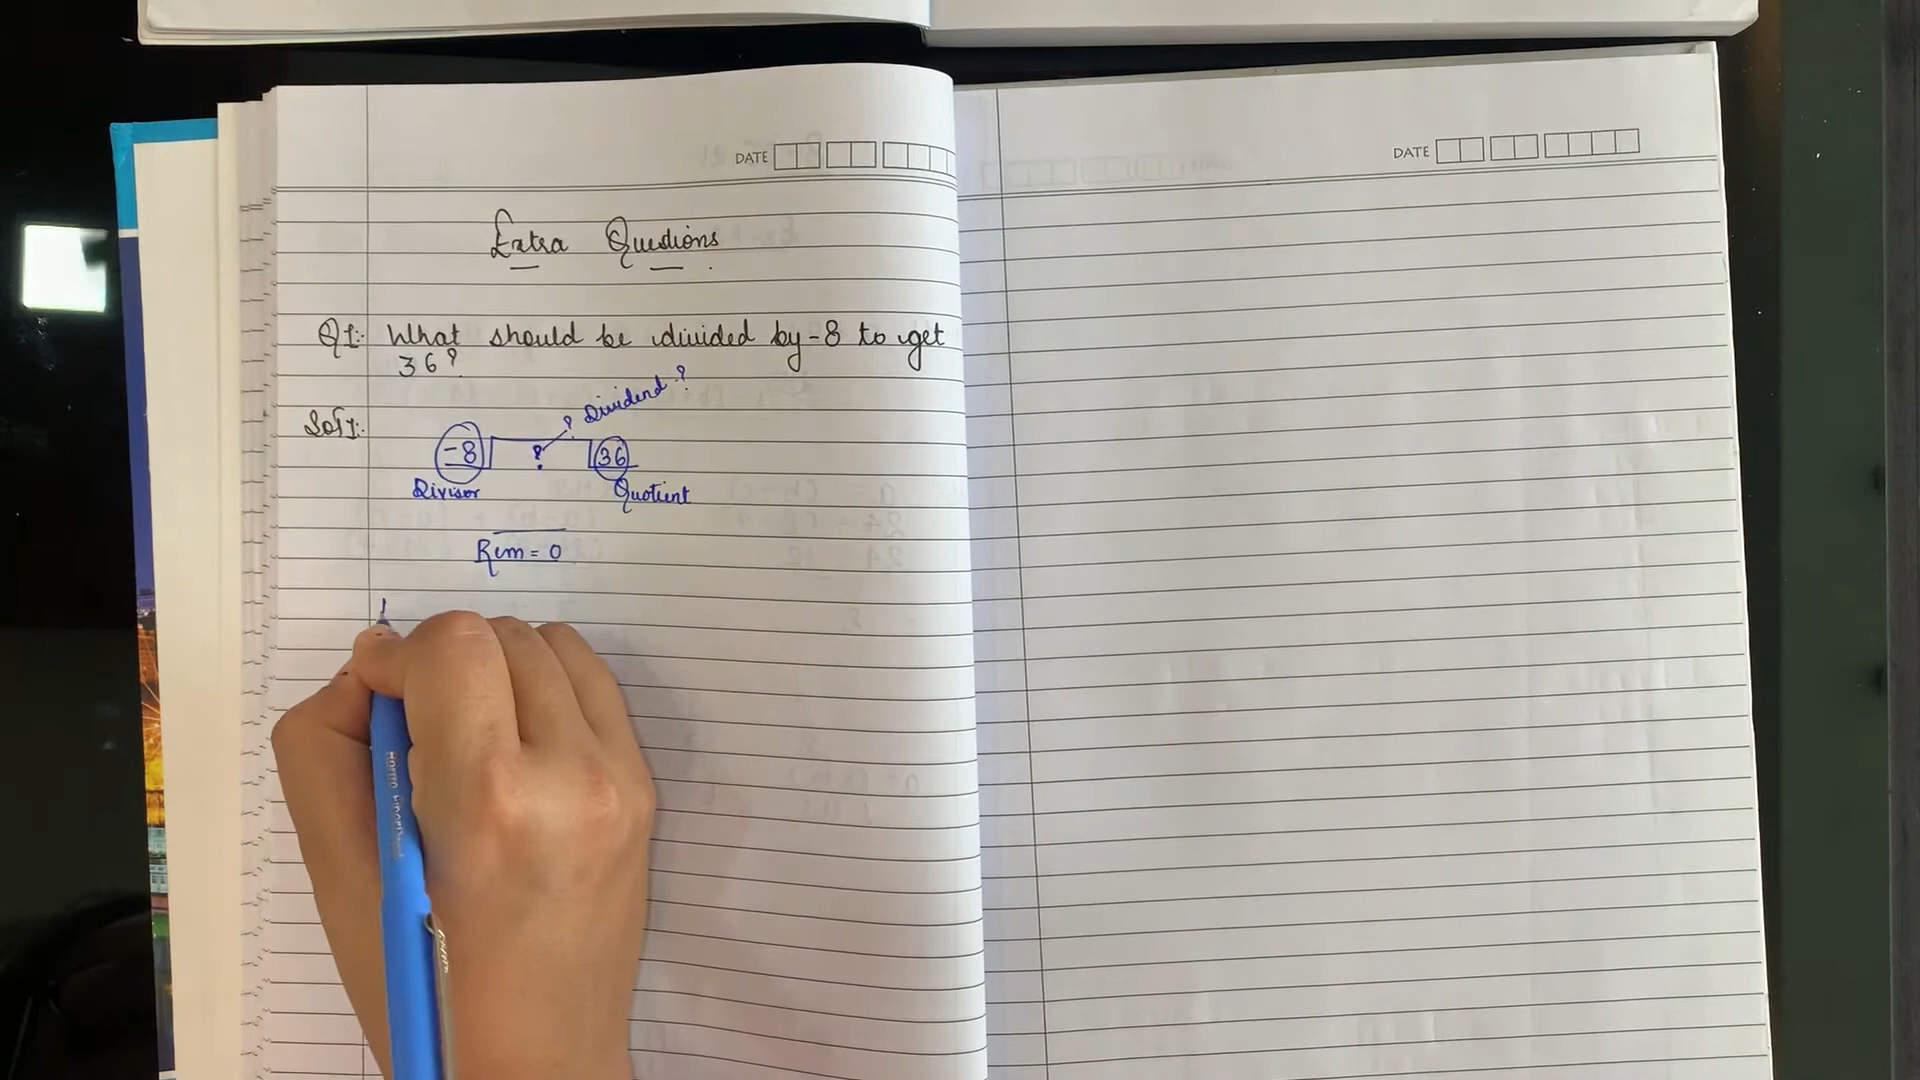 DATE
DATE
Extra Questions
Q1:- What should be divided by -8 to get
36?
Sol1:-
? Dividend ?
-8 ? 36
Divisor Quotient
Rem = 0